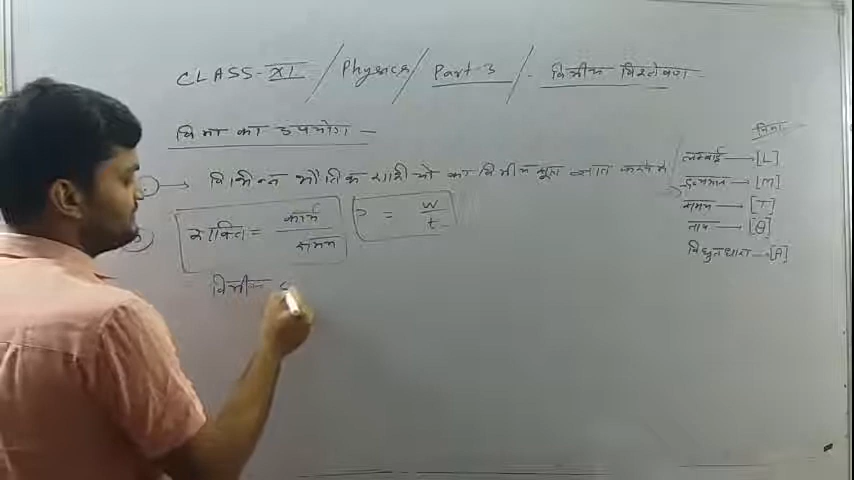 CLASS-XI / Physics / Part-3 / विमीय विश्लेषण
विमा का उपयोग -
→ विभिन्न भौतिक राशियों का विमीय सूत्र ज्ञात करने में
शक्ति = कार्य / समय
P = W / t
विमीय
विमा
लम्बाई → [L]
द्रव्यमान → [M]
समय → [T]
ताप → [θ]
विधुतधारा → [A]